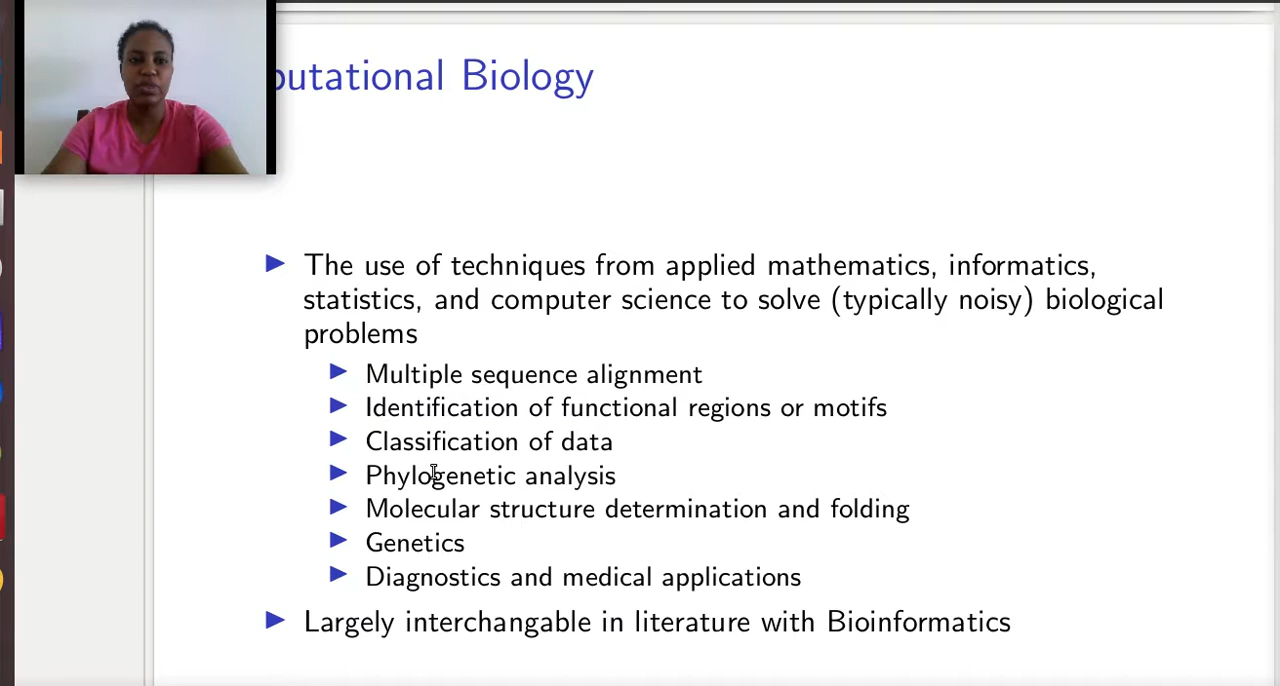 putational Biology
The use of techniques from applied mathematics, informatics,
statistics, and computer science to solve (typically noisy) biological
problems
Multiple sequence alignment
Identification of functional regions or motifs
Classification of data
Phylogenetic analysis
Molecular structure determination and folding
Genetics
Diagnostics and medical applications
Largely interchangable in literature with Bioinformatics